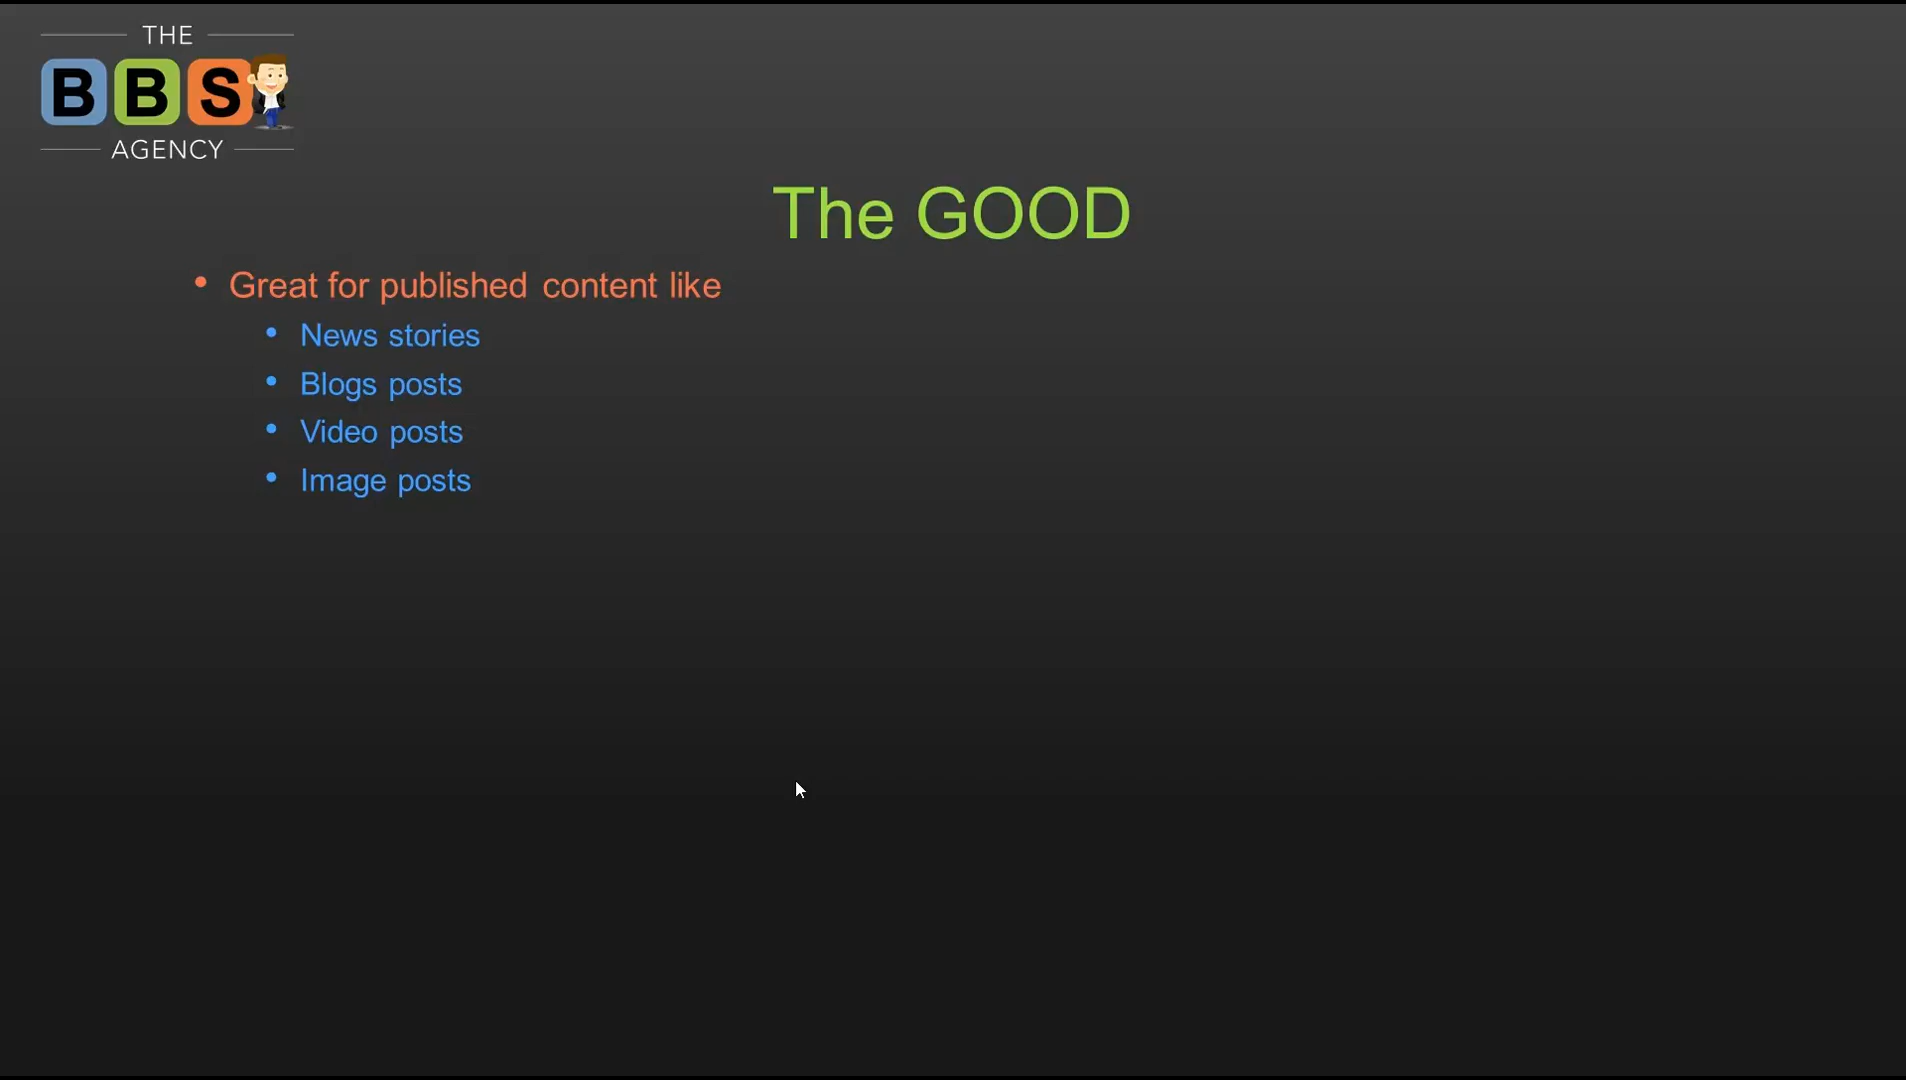 THE
BBS
AGENCY
The GOOD
• Great for published content like
• News stories
• Blogs posts
• Video posts
• Image posts